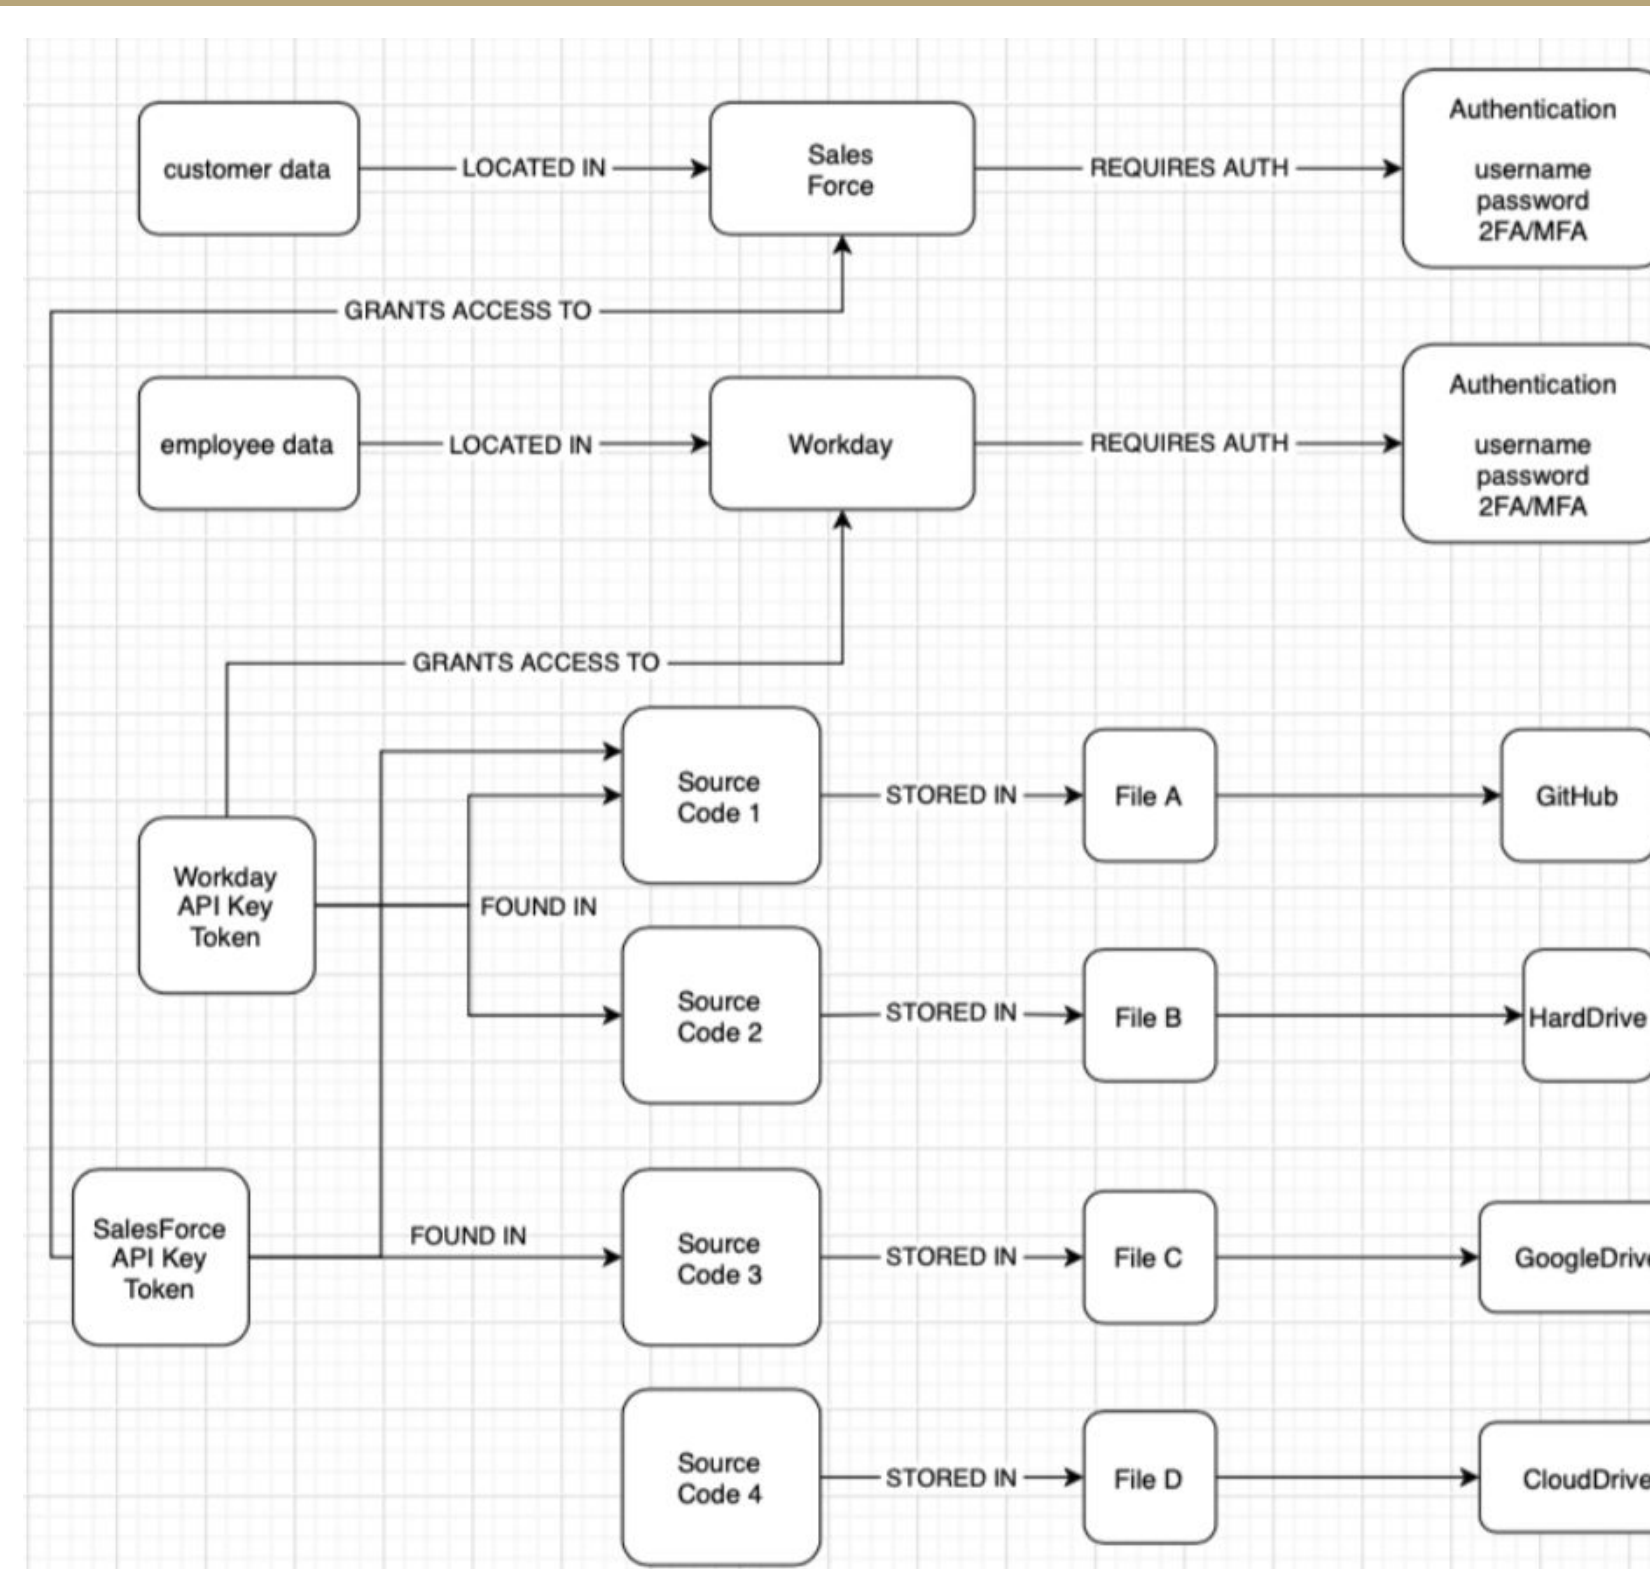 customer data
LOCATED IN
Sales
Force
REQUIRES AUTH
Authentication
username
password
2FA/MFA
GRANTS ACCESS TO
employee data
LOCATED IN
Workday
REQUIRES AUTH
Authentication
username
password
2FA/MFA
GRANTS ACCESS TO
Workday
API Key
Token
FOUND IN
Source
Code 1
STORED IN
File A
GitHub
Source
Code 2
STORED IN
File B
HardDrive
SalesForce
API Key
Token
FOUND IN
Source
Code 3
STORED IN
File C
GoogleDrive
Source
Code 4
STORED IN
File D
CloudDrive